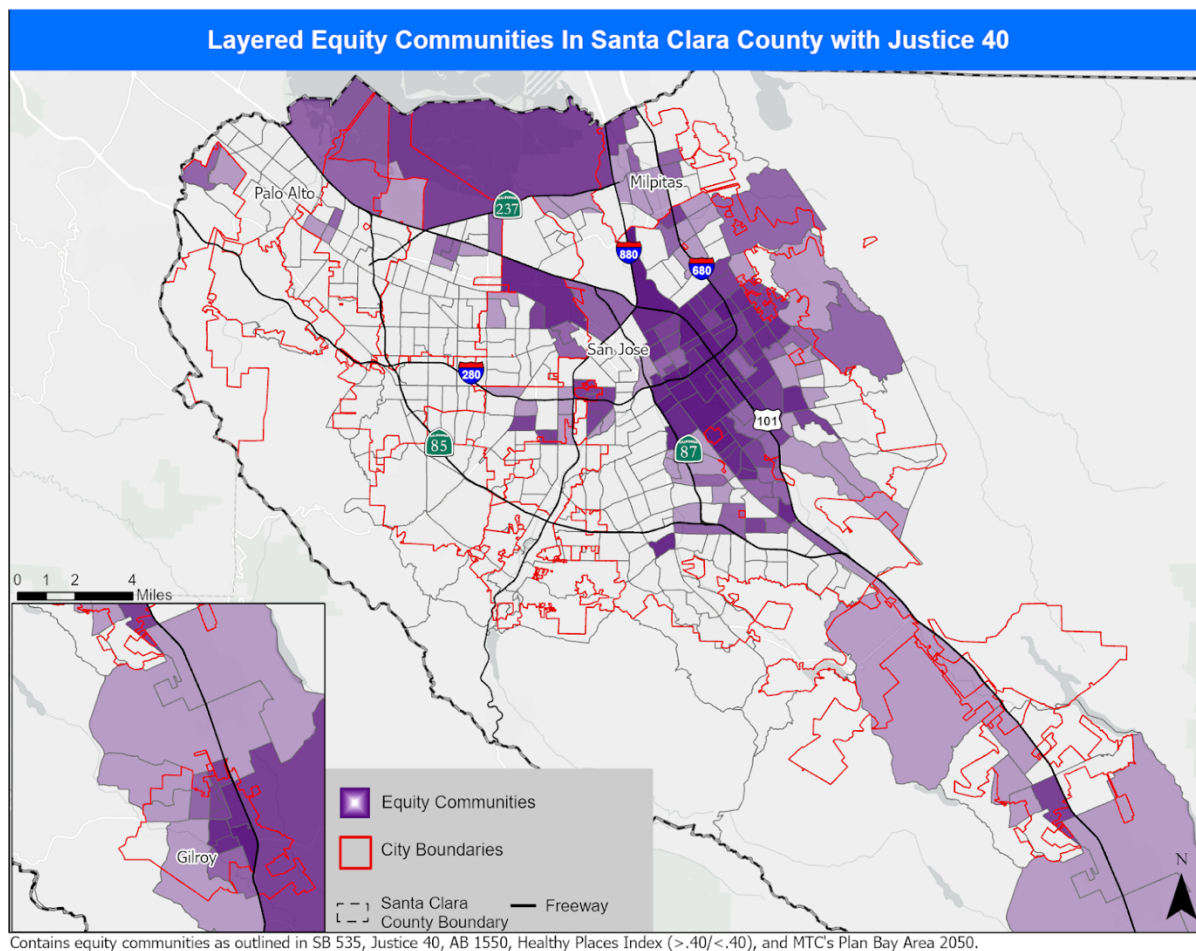 Layered Equity Communities In Santa Clara County with Justice 40
Palo Alto
Milpitas
237
880
680
San Jose
280
101
85
87
0 1 2 4
Miles
Gilroy
Equity Communities
City Boundaries
Santa Clara
County Boundary
Freeway
N
Contains equity communities as outlined in SB 535, Justice 40, AB 1550, Healthy Places Index (>.40/<.40), and MTC's Plan Bay Area 2050.